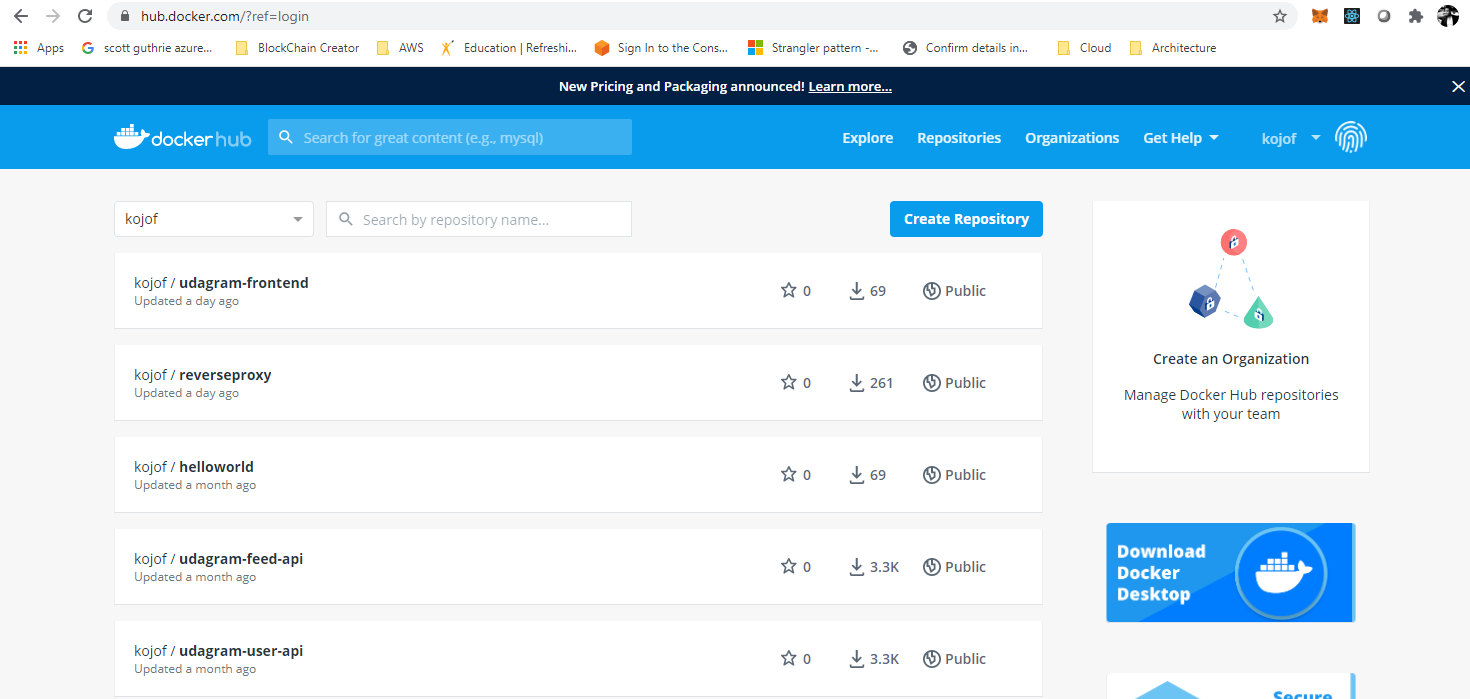 hub.docker.com/?ref=login
Apps
scott guthrie azure...
BlockChain Creator
AWS
Education | Refreshi...
Sign In to the Cons...
Strangler pattern -...
Confirm details in...
Cloud
Architecture
New Pricing and Packaging announced! Learn more...
docker hub
Search for great content (e.g., mysql)
Explore
Repositories
Organizations
Get Help
kojof
kojof
Search by repository name...
Create Repository
kojof / udagram-frontend
Updated a day ago
0
69
Public
kojof / reverseproxy
Updated a day ago
0
261
Public
kojof / helloworld
Updated a month ago
0
69
Public
kojof / udagram-feed-api
Updated a month ago
0
3.3K
Public
kojof / udagram-user-api
Updated a month ago
0
3.3K
Public
Create an Organization
Manage Docker Hub repositories
with your team
Download
Docker
Desktop
Secure